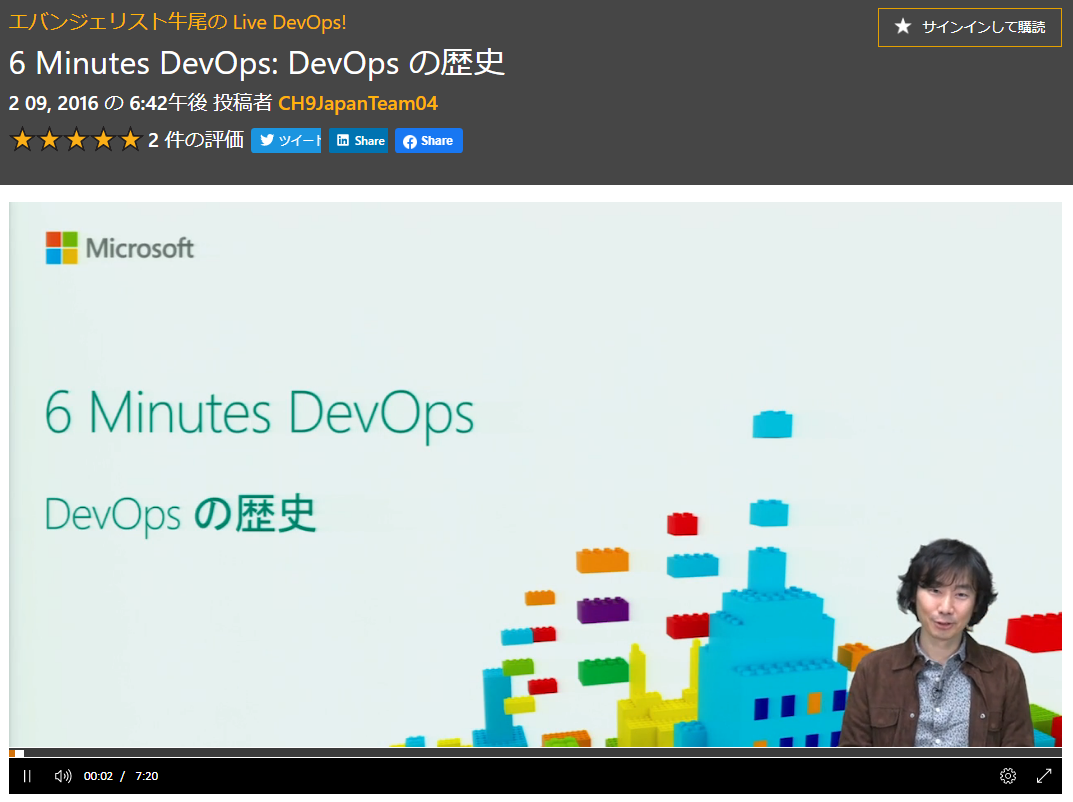 エバンジェリスト牛尾の Live DevOps!
サインインして購読
6 Minutes DevOps: DevOps の歴史
2 09, 2016 の 6:42午後 投稿者 CH9JapanTeam04
2 件の評価 ツイート Share Share
Microsoft
6 Minutes DevOps
DevOps の歴史
00:02 / 7:20